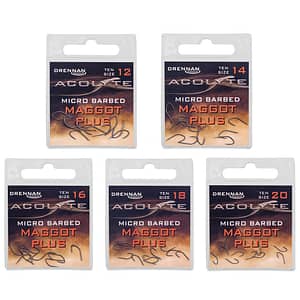 DRENNAN
TEN SIZE 12
ACOLYTE
MICRO BARBED
MAGGOT
PLUS
DRENNAN
TEN SIZE 14
ACOLYTE
MICRO BARBED
MAGGOT
PLUS
DRENNAN
TEN SIZE 16
ACOLYTE
MICRO BARBED
MAGGOT
PLUS
DRENNAN
TEN SIZE 18
ACOLYTE
MICRO BARBED
MAGGOT
PLUS
DRENNAN
TEN SIZE 20
ACOLYTE
MICRO BARBED
MAGGOT
PLUS